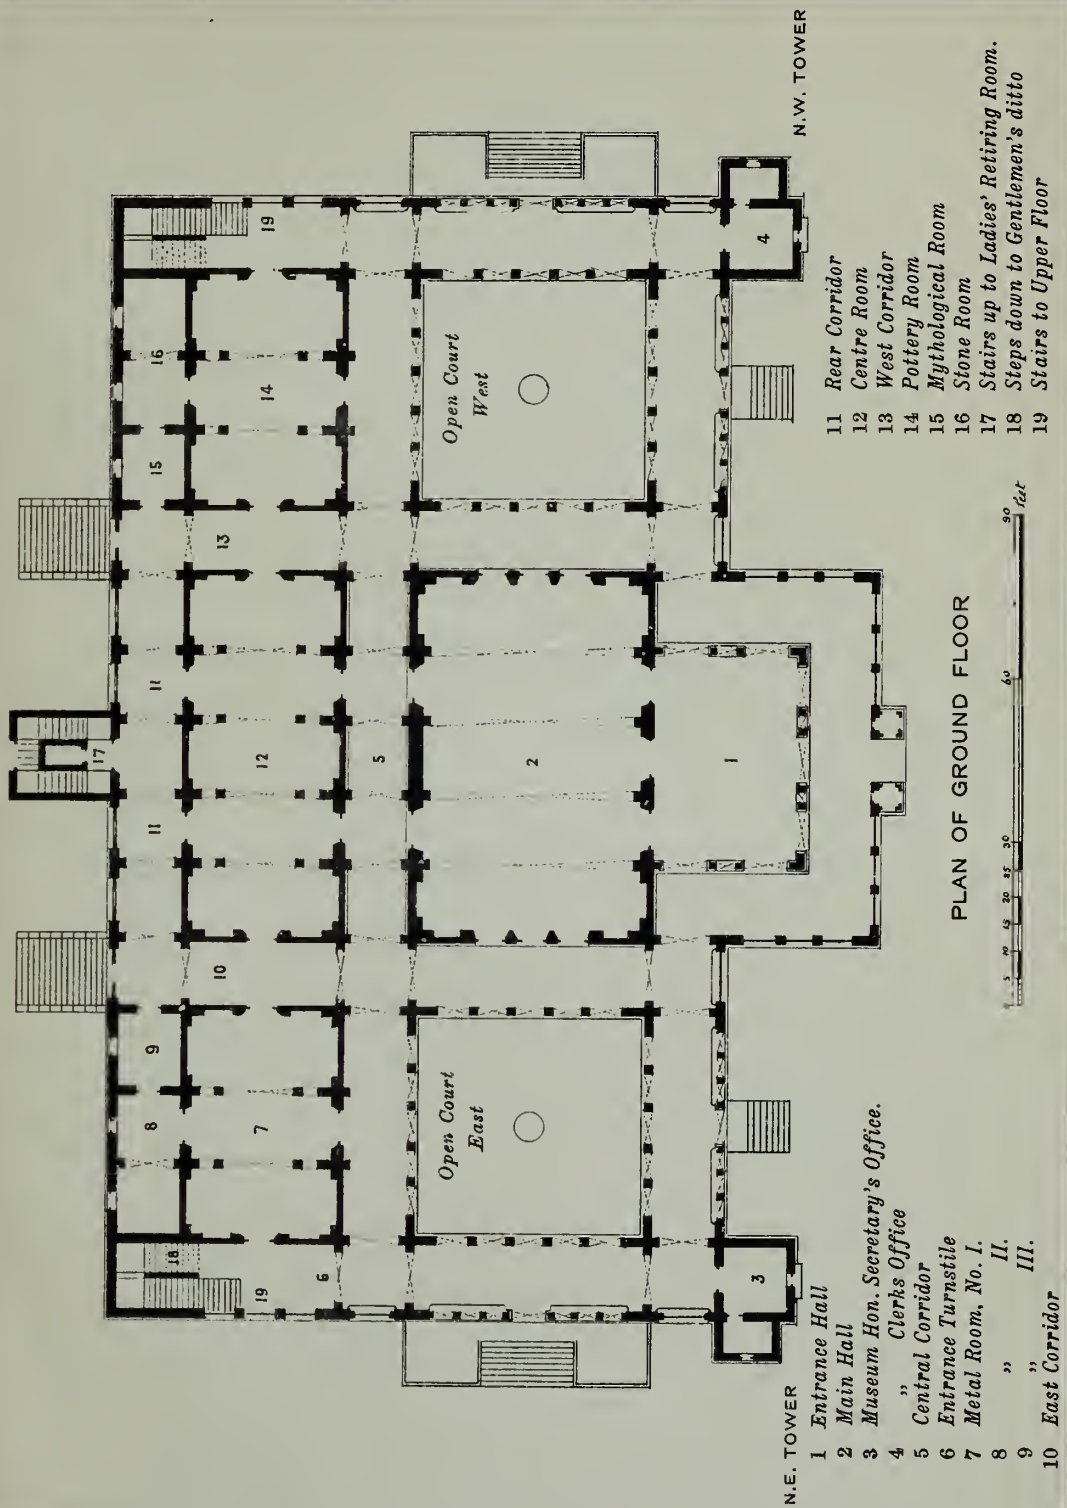 N.E. TOWER
N.W. TOWER
19
18
8
9
10
11
17
11
13
15
16
19
6
7
12
14
5
Open Court
East
Open Court
West
2
3
1
4
PLAN OF GROUND FLOOR
5 10 15 20 25 30 60 90 feet
1 Entrance Hall
2 Main Hall
3 Museum Hon. Secretary's Office.
4 „ Clerks Office
5 Central Corridor
6 Entrance Turnstile
7 Metal Room, No. I.
8 „ II.
9 „ III.
10 East Corridor
11 Rear Corridor
12 Centre Room
13 West Corridor
14 Pottery Room
15 Mythological Room
16 Stone Room
17 Stairs up to Ladies' Retiring Room.
18 Steps down to Gentlemen's ditto
19 Stairs to Upper Floor